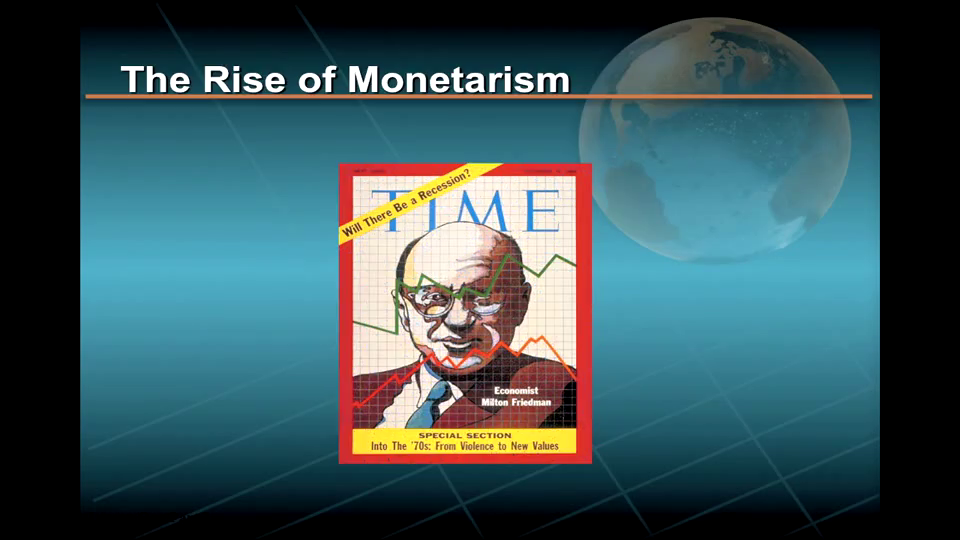 The Rise of Monetarism
Will There Be a Recession?
TIME
Economist
Milton Friedman
SPECIAL SECTION
Into The '70s: From Violence to New Values